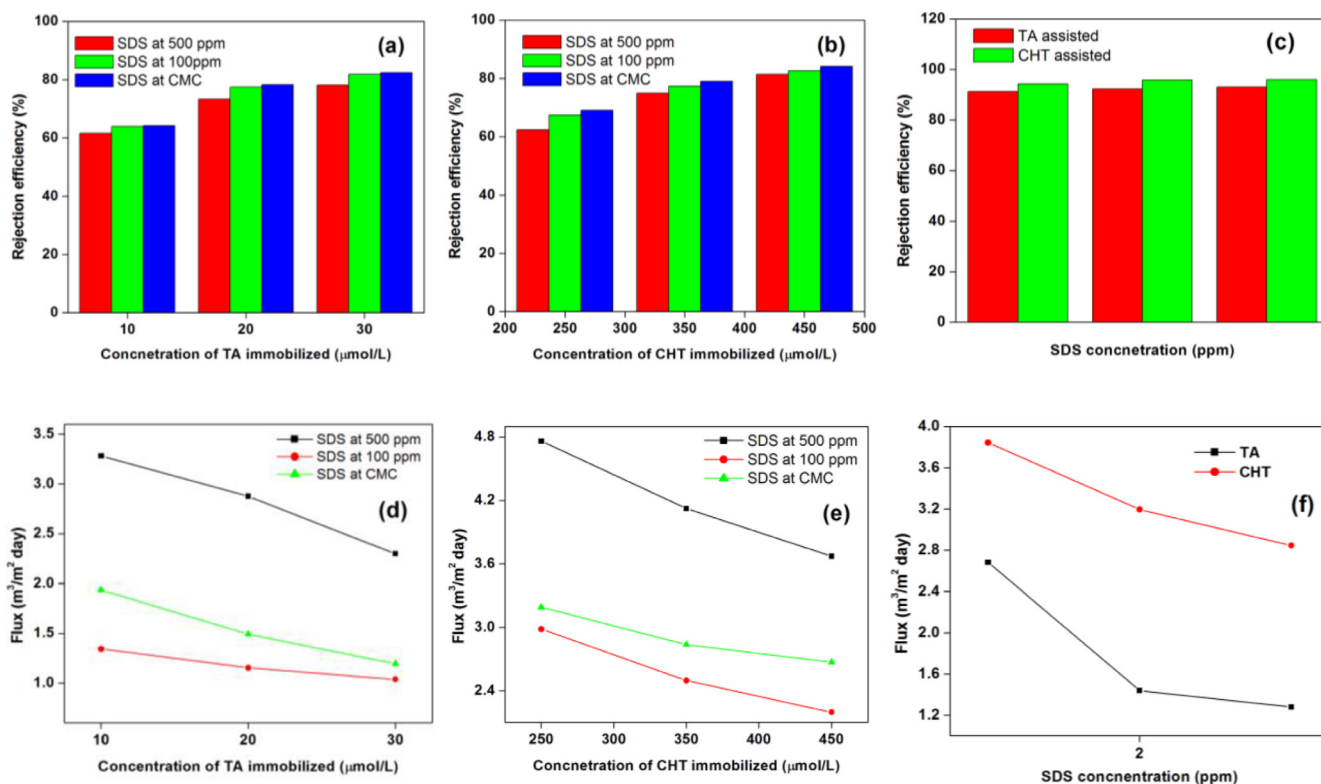 100
80
60
40
20
0
Rejection efficiency (%)
SDS at 500 ppm
SDS at 100ppm
SDS at CMC
(a)
10 20 30
Concnetration of TA immobilized (μmol/L)
100
80
60
40
20
0
Rejection efficiency (%)
SDS at 500 ppm
SDS at 100 ppm
SDS at CMC
(b)
200 250 300 350 400 450 500
Concentration of CHT immobilized (μmol/L)
120
100
80
60
40
20
0
Rejection efficiency (%)
TA assisted
CHT assisted
(c)
SDS concnetration (ppm)
3.5
3.0
2.5
2.0
1.5
1.0
Flux (m³/m² day)
SDS at 500 ppm
SDS at 100 ppm
SDS at CMC
(d)
10 20 30
Concentration of TA immobilized (μmol/L)
4.8
4.2
3.6
3.0
2.4
Flux (m³/m² day)
SDS at 500 ppm
SDS at 100 ppm
SDS at CMC
(e)
250 300 350 400 450
Concentration of CHT immobilized (μmol/L)
4.0
3.6
3.2
2.8
2.4
2.0
1.6
1.2
Flux (m³/m² day)
TA
CHT
(f)
2
SDS concnentration (ppm)